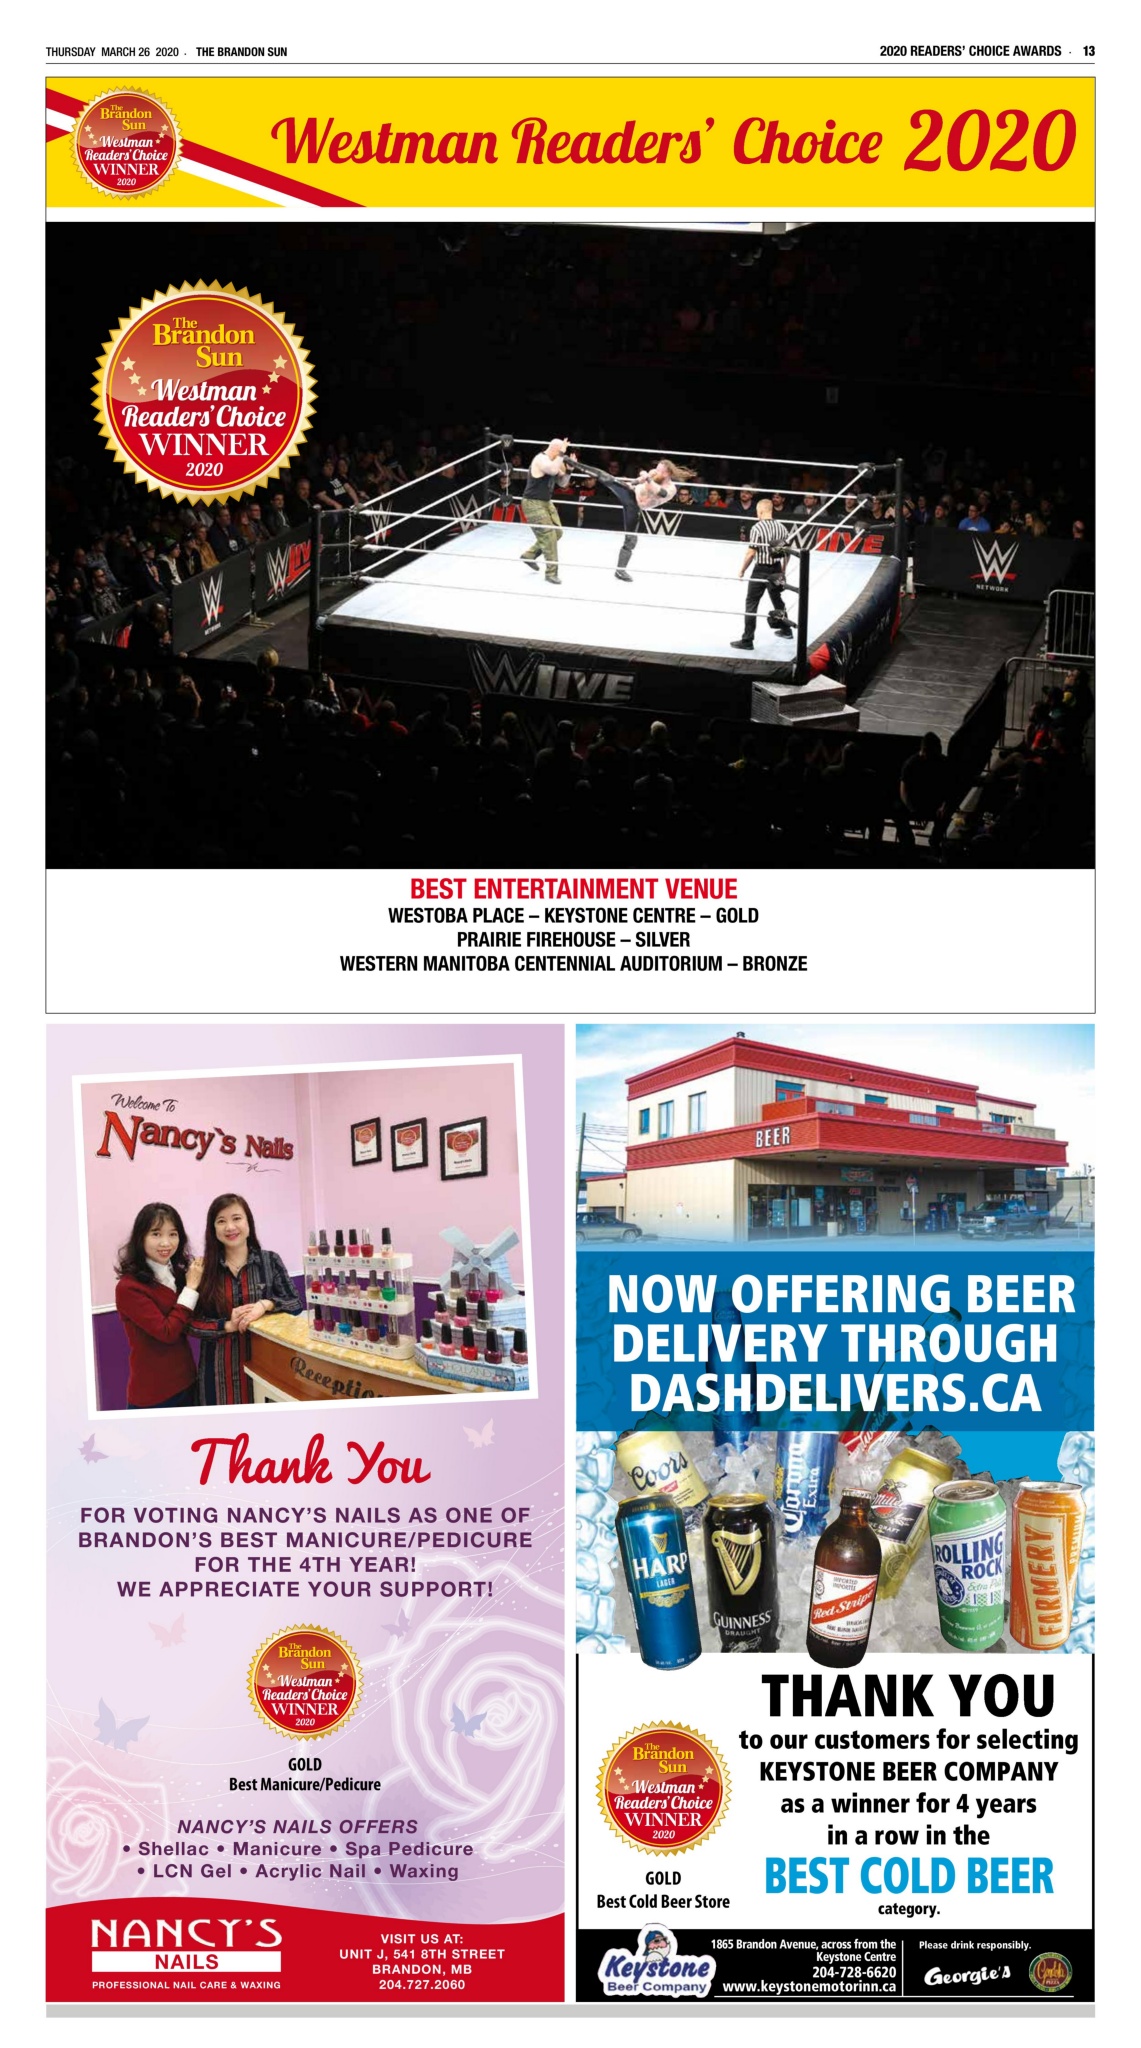 THURSDAY MARCH 26 2020 · THE BRANDON SUN
2020 READERS' CHOICE AWARDS · 13
The
Brandon
Sun
Westman
Readers' Choice
WINNER
2020
Westman Readers' Choice 2020
The
Brandon
Sun
Westman
Readers' Choice
WINNER
2020
W LIVE
W
NETWORK
W
W
W LIVE
W
NETWORK
W LIVE
BEST ENTERTAINMENT VENUE
WESTOBA PLACE – KEYSTONE CENTRE – GOLD
PRAIRIE FIREHOUSE – SILVER
WESTERN MANITOBA CENTENNIAL AUDITORIUM – BRONZE
Welcome To
Nancy's Nails
Reception
Thank You
FOR VOTING NANCY'S NAILS AS ONE OF
BRANDON'S BEST MANICURE/PEDICURE
FOR THE 4TH YEAR!
WE APPRECIATE YOUR SUPPORT!
The
Brandon
Sun
Westman
Readers' Choice
WINNER
2020
GOLD
Best Manicure/Pedicure
NANCY'S NAILS OFFERS
• Shellac • Manicure • Spa Pedicure
• LCN Gel • Acrylic Nail • Waxing
NANCY'S
NAILS
PROFESSIONAL NAIL CARE & WAXING
VISIT US AT:
UNIT J, 541 8TH STREET
BRANDON, MB
204.727.2060
BEER
NOW OFFERING BEER
DELIVERY THROUGH
DASHDELIVERS.CA
Coors
Corona
Extra
Miller
HARP
LAGER
GUINNESS
DRAUGHT
Red Stripe
ROLLING
ROCK
Extra Pale
FARMERY
THANK YOU
to our customers for selecting
KEYSTONE BEER COMPANY
as a winner for 4 years
in a row in the
BEST COLD BEER
category.
The
Brandon
Sun
Westman
Readers' Choice
WINNER
2020
GOLD
Best Cold Beer Store
Keystone
Beer Company
1865 Brandon Avenue, across from the
Keystone Centre
204-728-6620
www.keystonemotorinn.ca
Please drink responsibly.
Georgie's